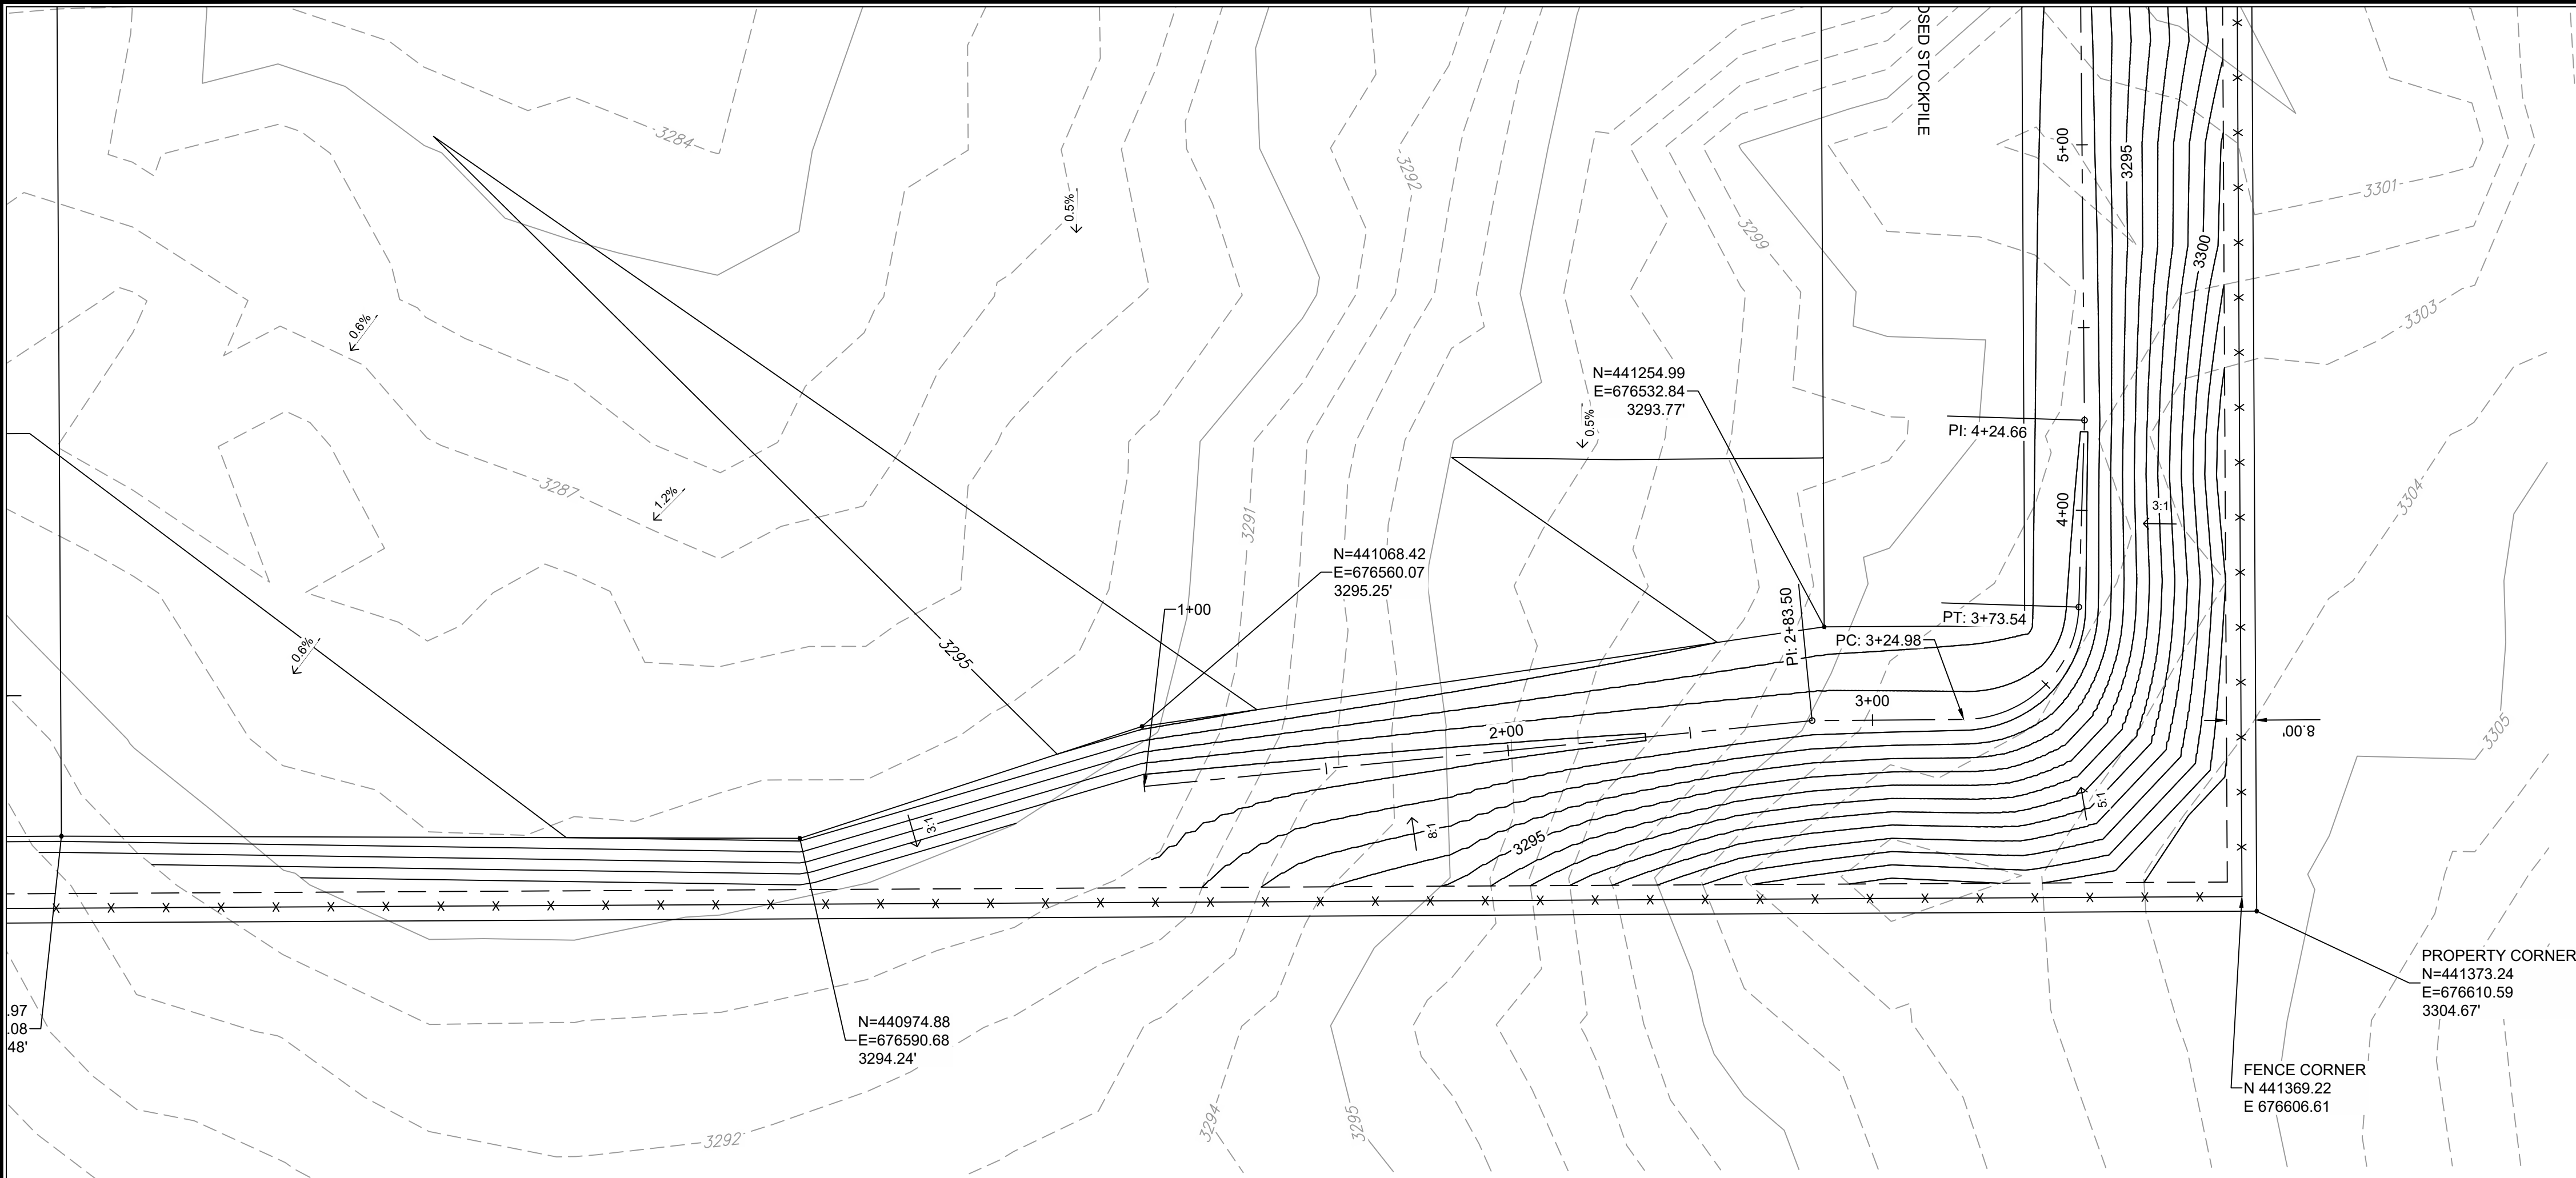 OSED STOCKPILE
3284
3292
5+00
3295
3301
0.5%
3299
3300
3303
0.6%
N=441254.99
E=676532.84
3293.77'
0.5%
PI: 4+24.66
3287
1.2%
3291
4+00
3:1
3304
N=441068.42
E=676560.07
3295.25'
1+00
PI: 2+83.50
PT: 3+73.54
PC: 3+24.98
0.6%
3295
3+00
2+00
8.00'
3305
3:1
8:1
3295
5:1
.97
.08
48'
N=440974.88
E=676590.68
3294.24'
PROPERTY CORNER
N=441373.24
E=676610.59
3304.67'
FENCE CORNER
N 441369.22
E 676606.61
3292
3294
3295